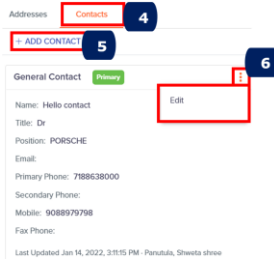 Addresses Contacts 4
+ ADD CONTACT 5
General Contact Primary 6
Edit
Name: Hello contact
Title: Dr
Position: PORSCHE
Email:
Primary Phone: 7188638000
Secondary Phone:
Mobile: 9088979798
Fax Phone:
Last Updated Jan 14, 2022, 3:11:15 PM - Panutula, Shweta shree